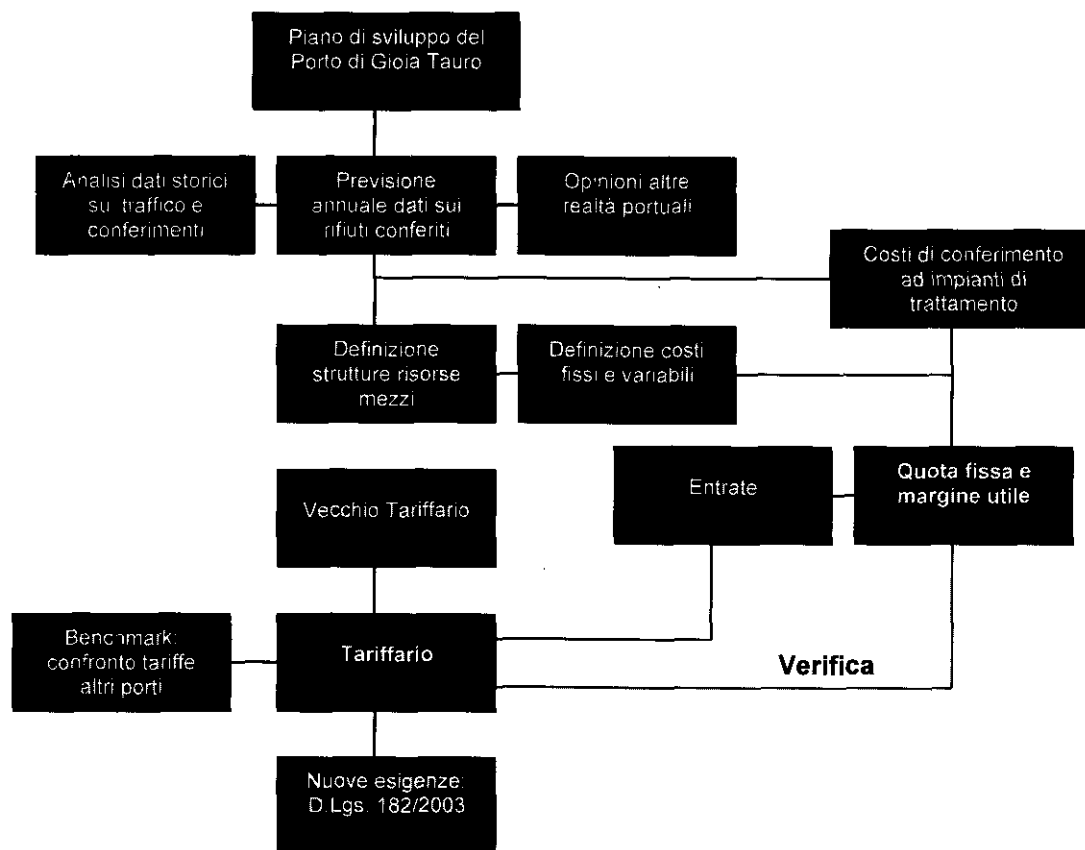 Piano di sviluppo del
Porto di Gioia Tauro
Analisi dati storici
su traffico e
conferimenti
Previsione
annuale dati sui
rifiuti conferiti
Opinioni altre
realtà portuali
Costi di conferimento
ad impianti di
trattamento
Definizione
strutture risorse
mezzi
Definizione costi
fissi e variabili
Vecchio Tariffario
Entrate
Quota fissa e
margine utile
Benchmark:
confronto tariffe
altri porti
Tariffario
Verifica
Nuove esigenze:
D.Lgs. 182/2003